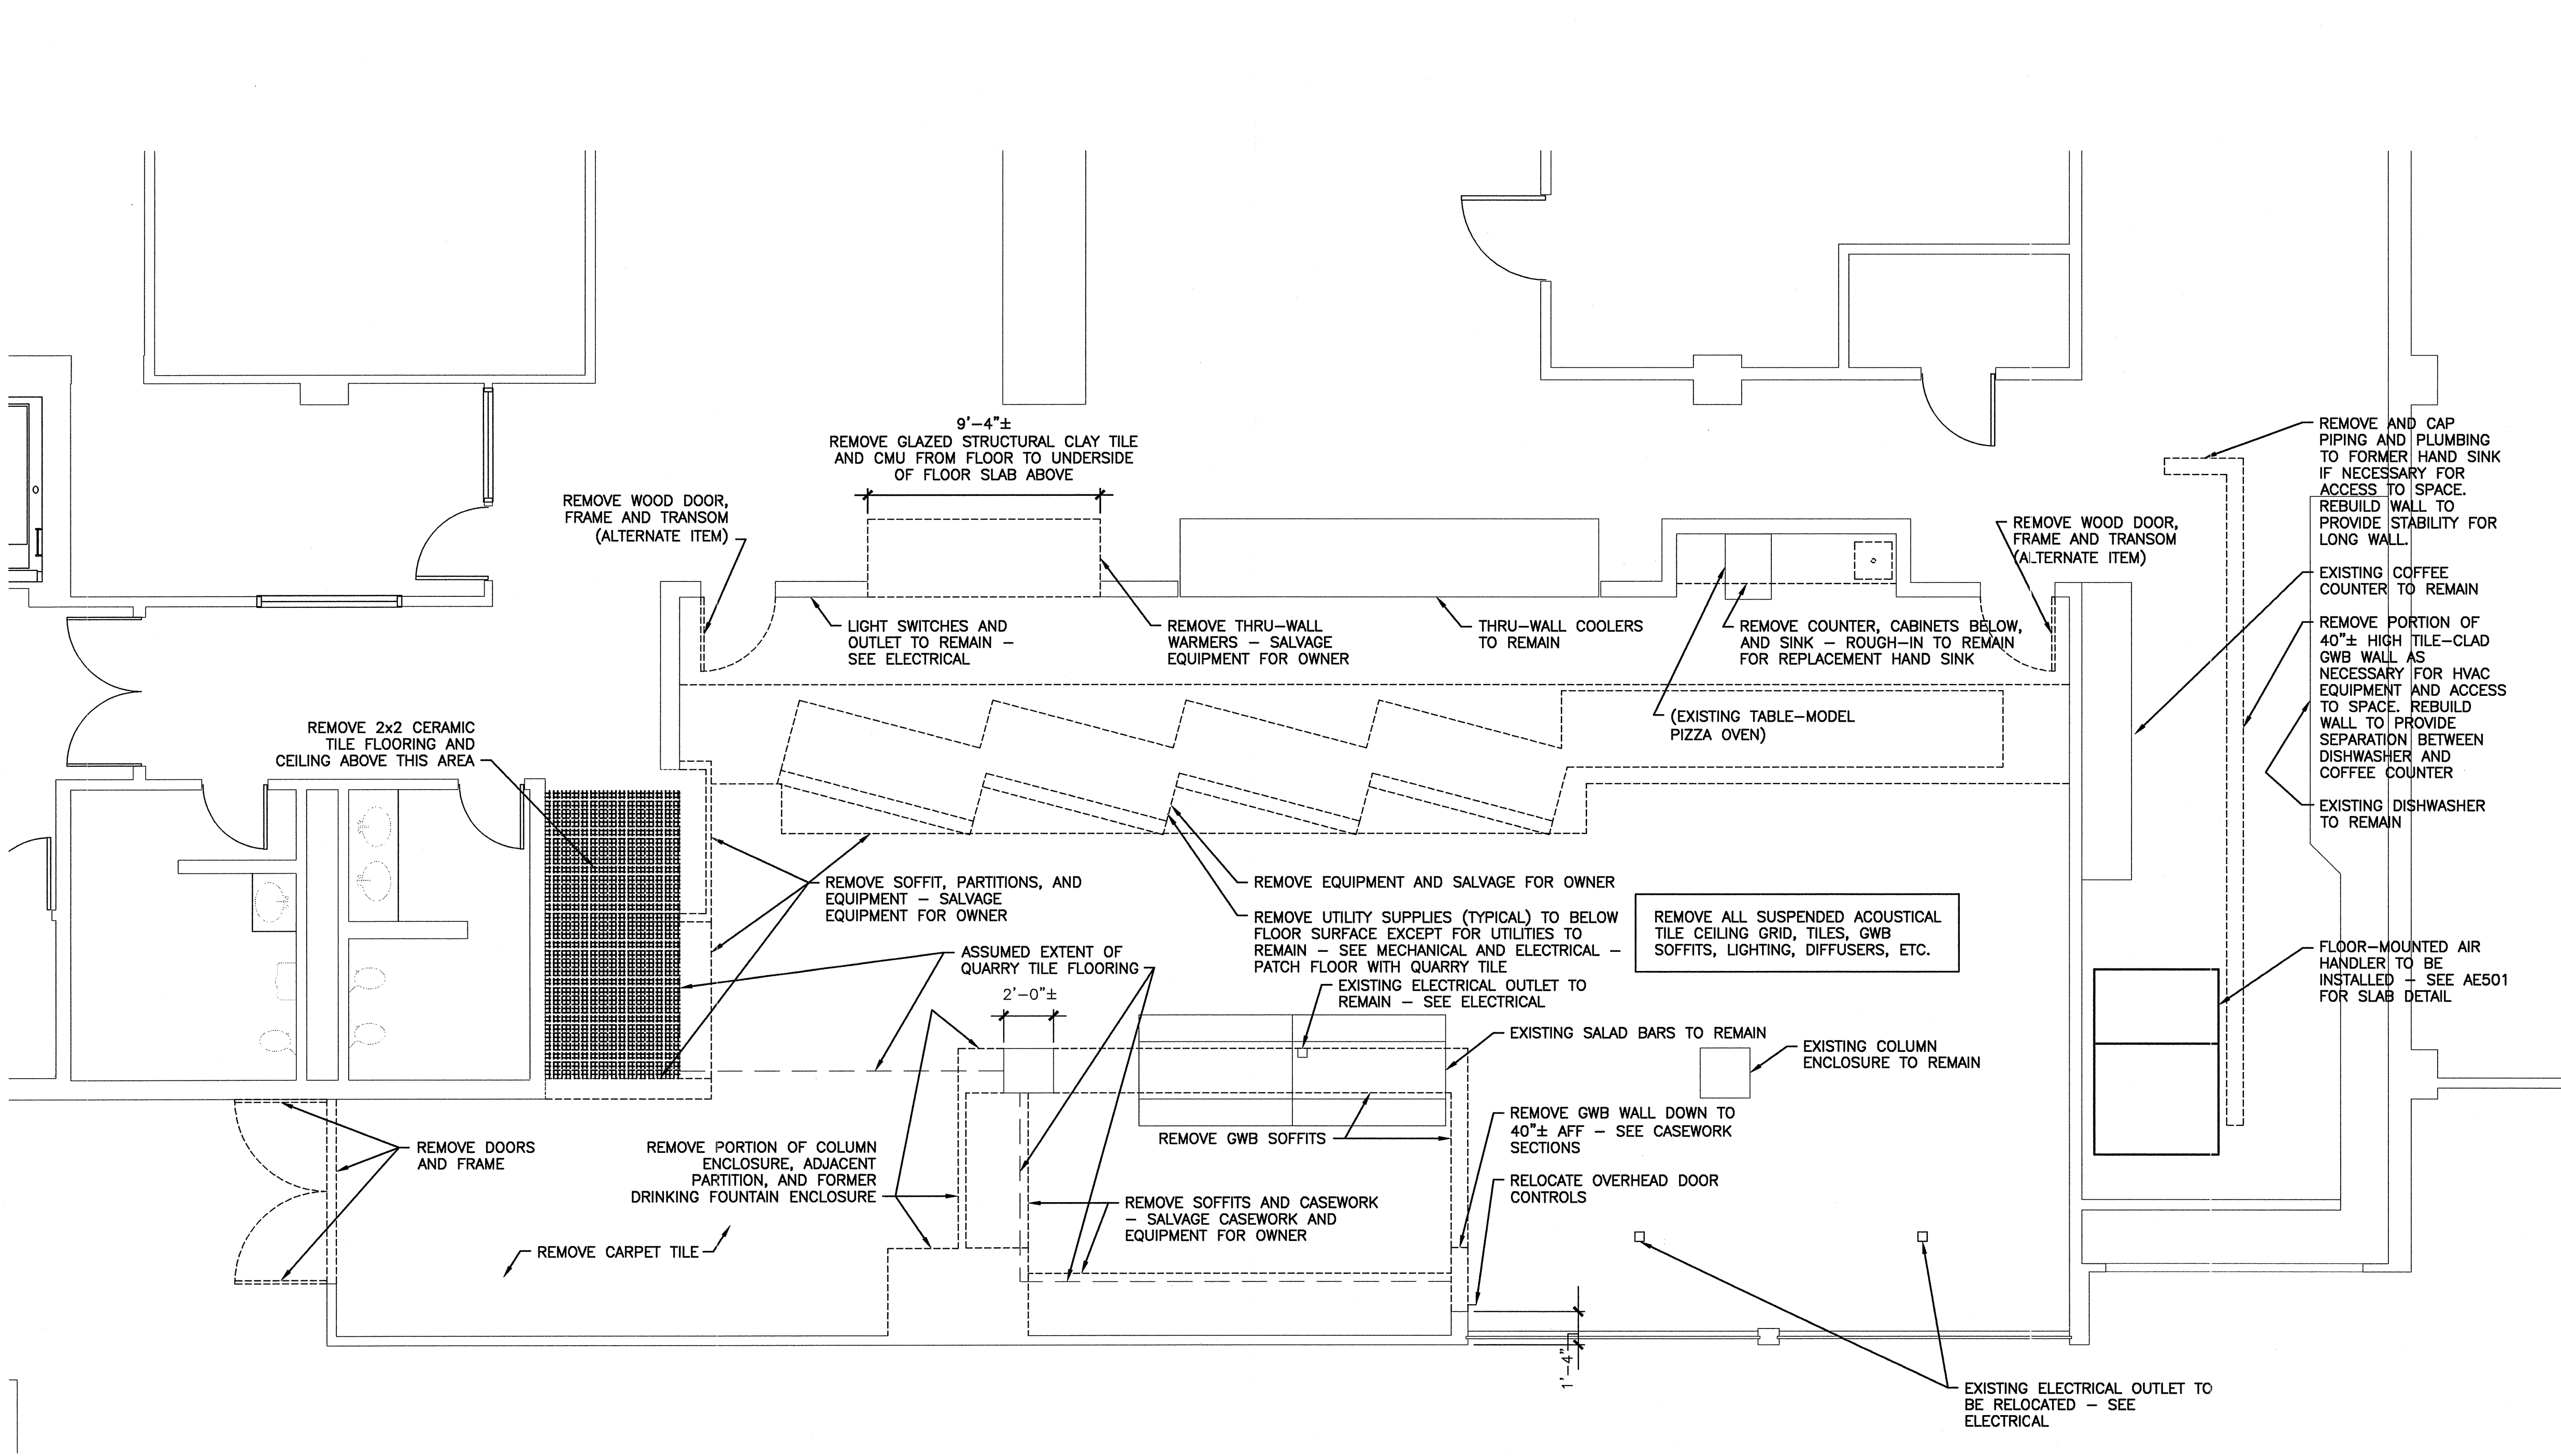 9'-4"±
REMOVE GLAZED STRUCTURAL CLAY TILE
AND CMU FROM FLOOR TO UNDERSIDE
OF FLOOR SLAB ABOVE
REMOVE WOOD DOOR,
FRAME AND TRANSOM
(ALTERNATE ITEM)
REMOVE AND CAP
PIPING AND PLUMBING
TO FORMER HAND SINK
IF NECESSARY FOR
ACCESS TO SPACE.
REBUILD WALL TO
PROVIDE STABILITY FOR
LONG WALL.
REMOVE WOOD DOOR,
FRAME AND TRANSOM
(ALTERNATE ITEM)
EXISTING COFFEE
COUNTER TO REMAIN
LIGHT SWITCHES AND
OUTLET TO REMAIN –
SEE ELECTRICAL
REMOVE THRU-WALL
WARMERS – SALVAGE
EQUIPMENT FOR OWNER
THRU-WALL COOLERS
TO REMAIN
REMOVE COUNTER, CABINETS BELOW,
AND SINK – ROUGH-IN TO REMAIN
FOR REPLACEMENT HAND SINK
REMOVE PORTION OF
40"± HIGH TILE-CLAD
GWB WALL AS
NECESSARY FOR HVAC
EQUIPMENT AND ACCESS
TO SPACE. REBUILD
WALL TO PROVIDE
SEPARATION BETWEEN
DISHWASHER AND
COFFEE COUNTER
(EXISTING TABLE-MODEL
PIZZA OVEN)
REMOVE 2x2 CERAMIC
TILE FLOORING AND
CEILING ABOVE THIS AREA
EXISTING DISHWASHER
TO REMAIN
REMOVE SOFFIT, PARTITIONS, AND
EQUIPMENT – SALVAGE
EQUIPMENT FOR OWNER
REMOVE EQUIPMENT AND SALVAGE FOR OWNER
REMOVE UTILITY SUPPLIES (TYPICAL) TO BELOW
FLOOR SURFACE EXCEPT FOR UTILITIES TO
REMAIN – SEE MECHANICAL AND ELECTRICAL –
PATCH FLOOR WITH QUARRY TILE
REMOVE ALL SUSPENDED ACOUSTICAL
TILE CEILING GRID, TILES, GWB
SOFFITS, LIGHTING, DIFFUSERS, ETC.
ASSUMED EXTENT OF
QUARRY TILE FLOORING
2'-0"±
EXISTING ELECTRICAL OUTLET TO
REMAIN – SEE ELECTRICAL
FLOOR-MOUNTED AIR
HANDLER TO BE
INSTALLED – SEE AE501
FOR SLAB DETAIL
EXISTING SALAD BARS TO REMAIN
EXISTING COLUMN
ENCLOSURE TO REMAIN
REMOVE GWB WALL DOWN TO
40"± AFF – SEE CASEWORK
SECTIONS
REMOVE GWB SOFFITS
REMOVE DOORS
AND FRAME
REMOVE PORTION OF COLUMN
ENCLOSURE, ADJACENT
PARTITION, AND FORMER
DRINKING FOUNTAIN ENCLOSURE
RELOCATE OVERHEAD DOOR
CONTROLS
REMOVE SOFFITS AND CASEWORK
– SALVAGE CASEWORK AND
EQUIPMENT FOR OWNER
REMOVE CARPET TILE
1'-4"
EXISTING ELECTRICAL OUTLET TO
BE RELOCATED – SEE
ELECTRICAL